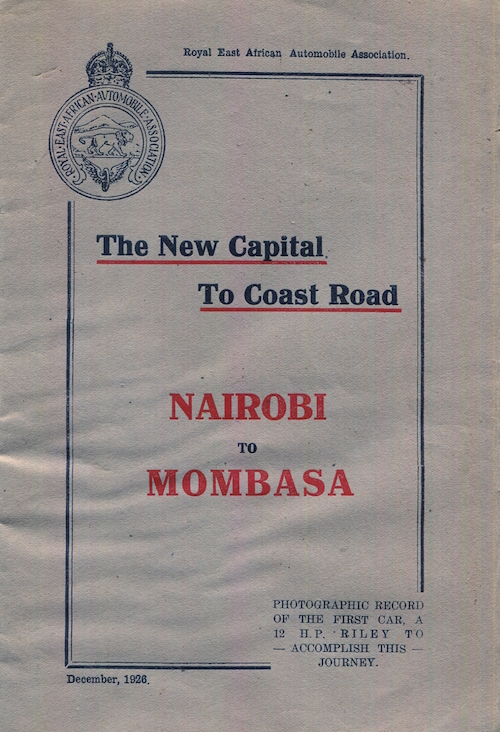 Royal East African Automobile Association.
ROYAL·EAST·AFRICAN·AUTOMOBILE·ASSOCIATION·
The New Capital
To Coast Road
NAIROBI
TO
MOMBASA
PHOTOGRAPHIC RECORD
OF THE FIRST CAR, A
12 H.P. RILEY TO
— ACCOMPLISH THIS —
JOURNEY.
December, 1926.